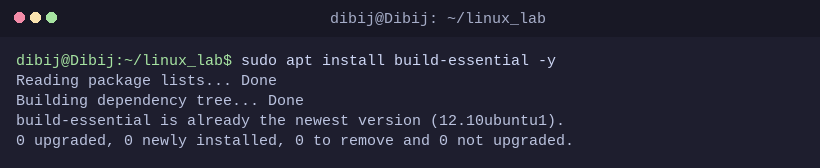 dibij@Dibij: ~/linux_lab
dibij@Dibij:~/linux_lab$ sudo apt install build-essential -y
Reading package lists... Done
Building dependency tree... Done
build-essential is already the newest version (12.10ubuntu1).
0 upgraded, 0 newly installed, 0 to remove and 0 not upgraded.